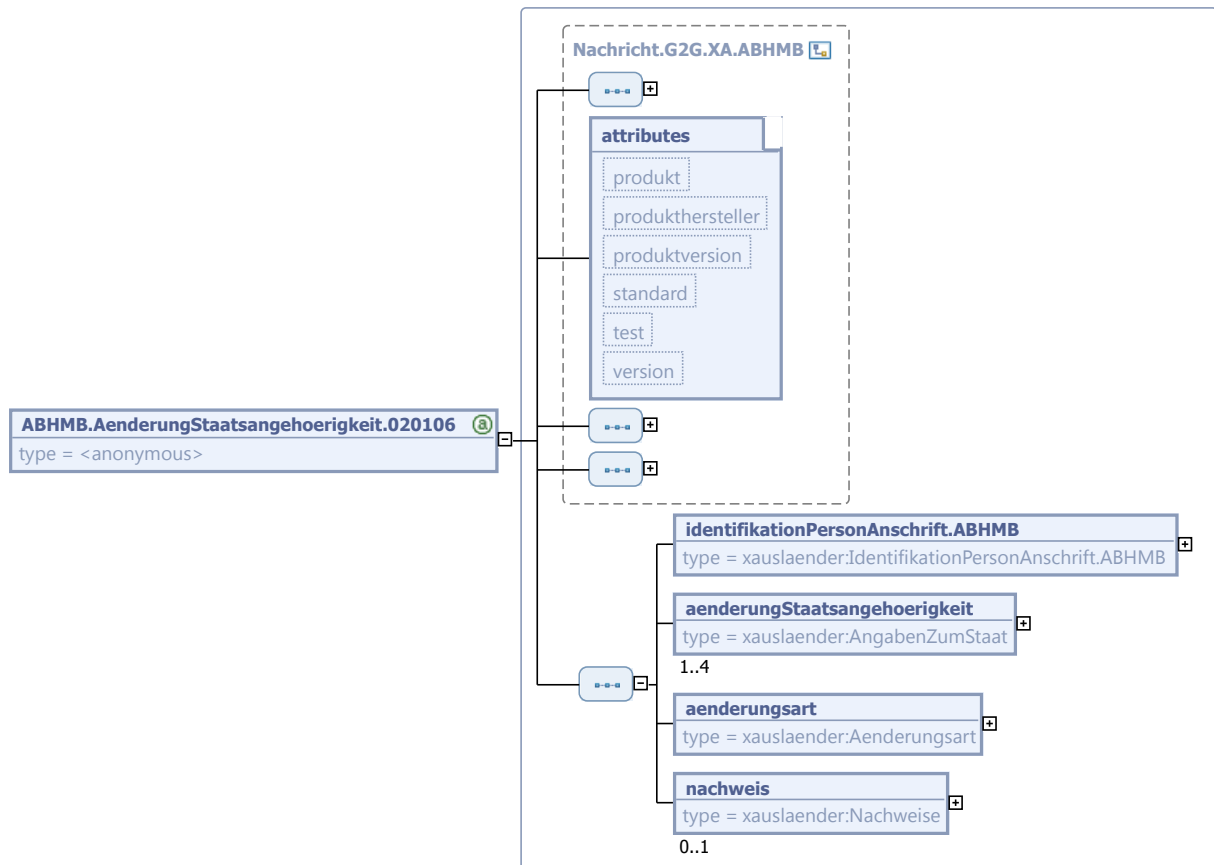 Nachricht.G2G.XA.ABHMB
attributes
produkt
produkthersteller
produktversion
standard
test
version
ABHMB.AenderungStaatsangehoerigkeit.020106 @
type = <anonymous>
identifikationPersonAnschrift.ABHMB
type = xauslaender:IdentifikationPersonAnschrift.ABHMB
aenderungStaatsangehoerigkeit
type = xauslaender:AngabenZumStaat
1..4
aenderungsart
type = xauslaender:Aenderungsart
nachweis
type = xauslaender:Nachweise
0..1